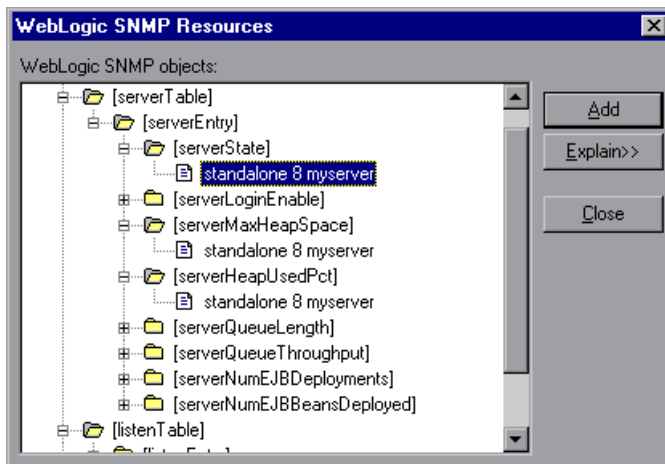 WebLogic SNMP Resources
WebLogic SNMP objects:
[serverTable]
[serverEntry]
[serverState]
standalone 8 myserver
[serverLoginEnable]
[serverMaxHeapSpace]
standalone 8 myserver
[serverHeapUsedPct]
standalone 8 myserver
[serverQueueLength]
[serverQueueThroughput]
[serverNumEJBDeployments]
[serverNumEJBBeansDeployed]
[listenTable]
Add
Explain>>
Close